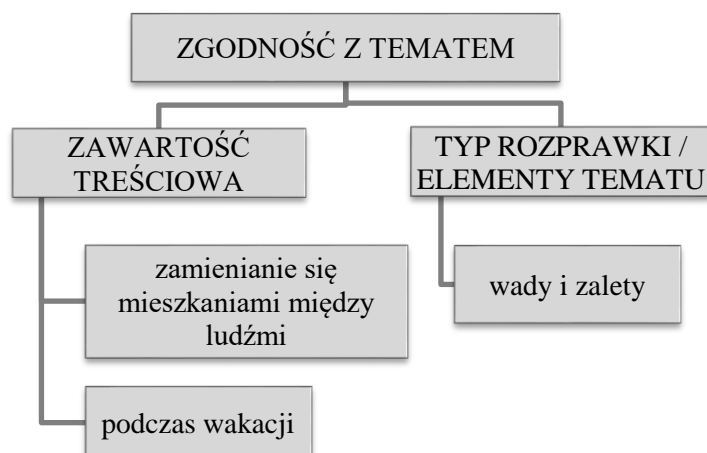 ZGODNOŚĆ Z TEMATEM
ZAWARTOŚĆ
TREŚCIOWA
zamienianie się
mieszkaniami między
ludźmi
podczas wakacji
TYP ROZPRAWKI /
ELEMENTY TEMATU
wady i zalety